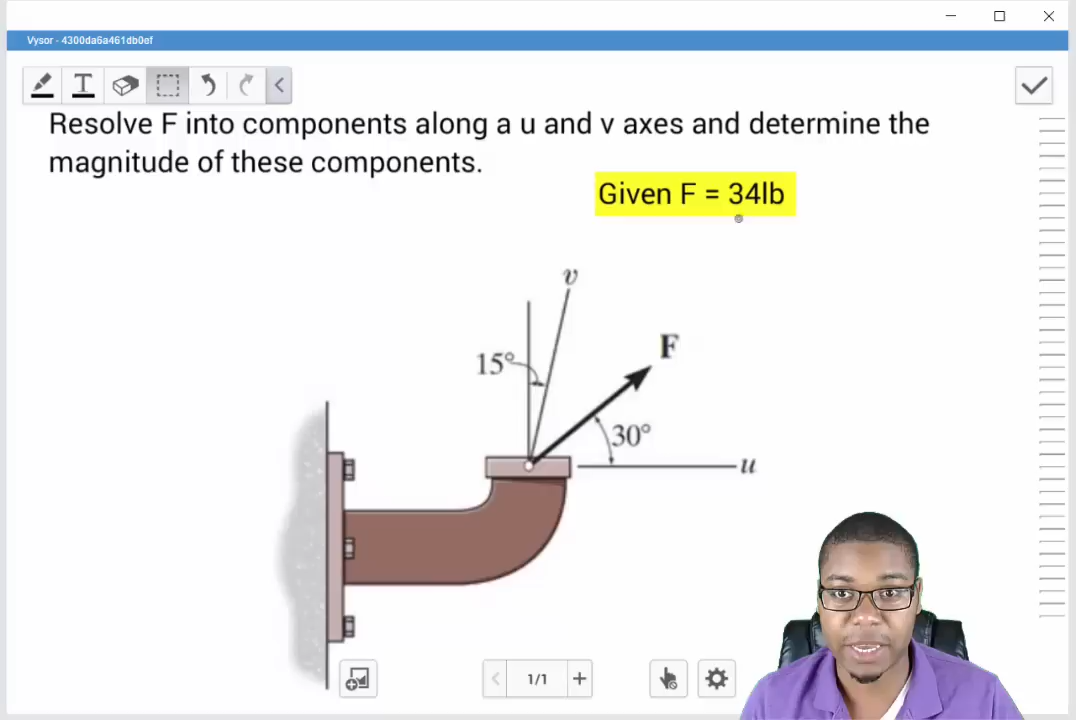 Vysor - 4300da6a461db0ef
Resolve F into components along a u and v axes and determine the
magnitude of these components.
Given F = 34lb
v
15°
F
30°
u
T
1/1